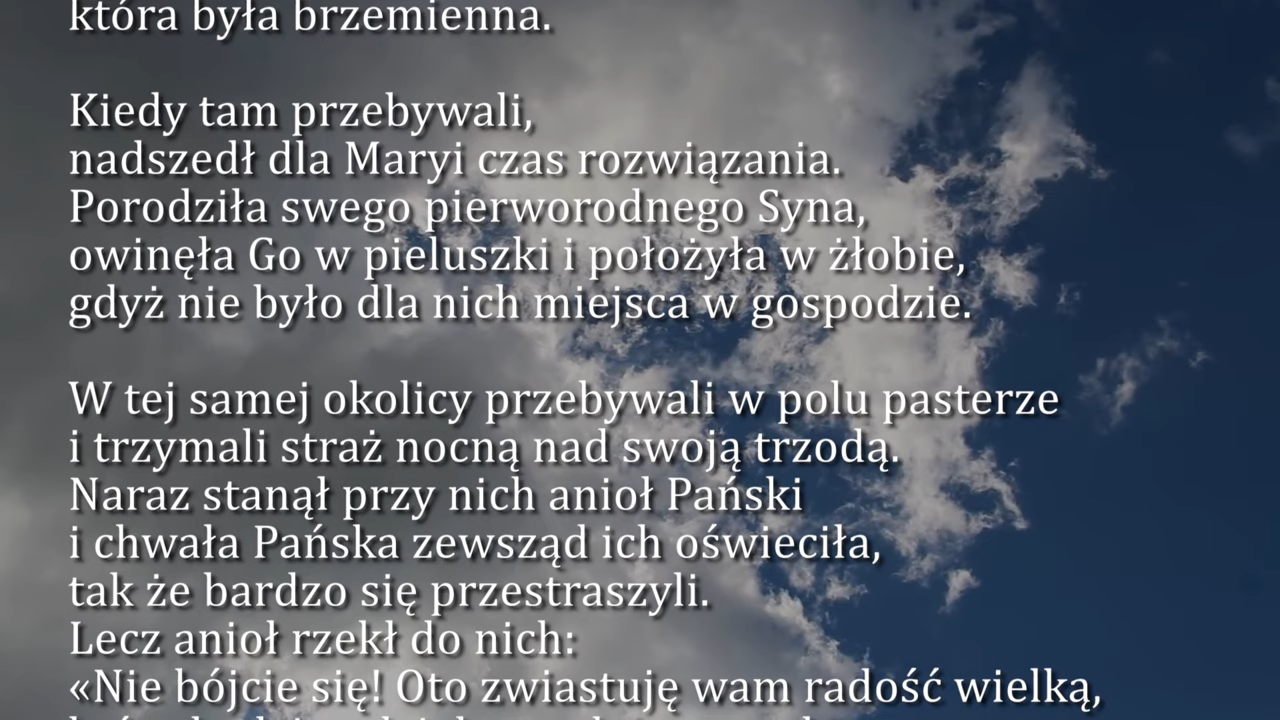 która była brzemienna.
Kiedy tam przebywali,
nadszedł dla Maryi czas rozwiązania.
Porodziła swego pierworodnego Syna,
owinęła Go w pieluszki i położyła w żłobie,
gdyż nie było dla nich miejsca w gospodzie.
W tej samej okolicy przebywali w polu pasterze
i trzymali straż nocną nad swoją trzodą.
Naraz stanął przy nich anioł Pański
i chwała Pańska zewsząd ich oświeciła,
tak że bardzo się przestraszyli.
Lecz anioł rzekł do nich:
«Nie bójcie się! Oto zwiastuję wam radość wielką,